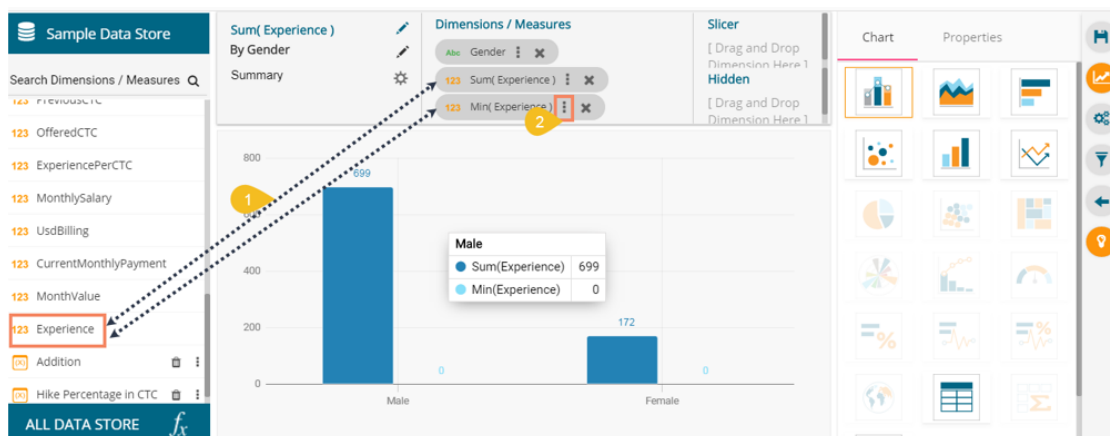 Sample Data Store
Search Dimensions / Measures
123 PreviousCTC
123 OfferedCTC
123 ExperiencePerCTC
123 MonthlySalary
123 UsdBilling
123 CurrentMonthlyPayment
123 MonthValue
123 Experience
(x) Addition
(x) Hike Percentage in CTC
ALL DATA STORE fx
Sum( Experience )
By Gender
Summary
Dimensions / Measures
Abc Gender
123 Sum( Experience )
123 Min( Experience )
2
Slicer
[ Drag and Drop
Dimension Here ]
Hidden
[ Drag and Drop
Dimension Here ]
1
800
600
400
200
0
699
0
172
0
Male
Female
Male
Sum(Experience) 699
Min(Experience) 0
Chart
Properties
%
%
Σ